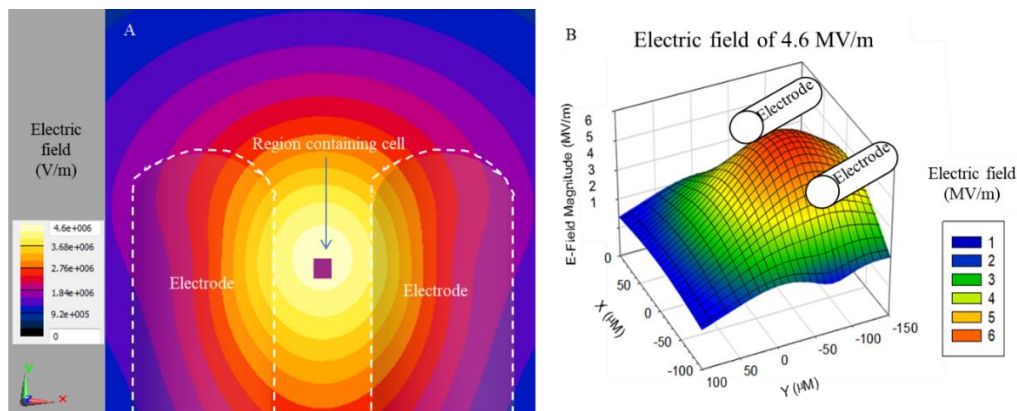 A
Electric
field
(V/m)
4.6e+006
3.68e+006
2.76e+006
1.84e+006
9.2e+005
0
y
x
Region containing cell
Electrode
Electrode
B
Electric field of 4.6 MV/m
E-Field Magnitude (MV/m)
6
5
4
3
2
1
0
50
0
-50
-100
X (µM)
100
50
0
-50
-100
-150
Y (µM)
Electrode
Electrode
Electric field
(MV/m)
1
2
3
4
5
6